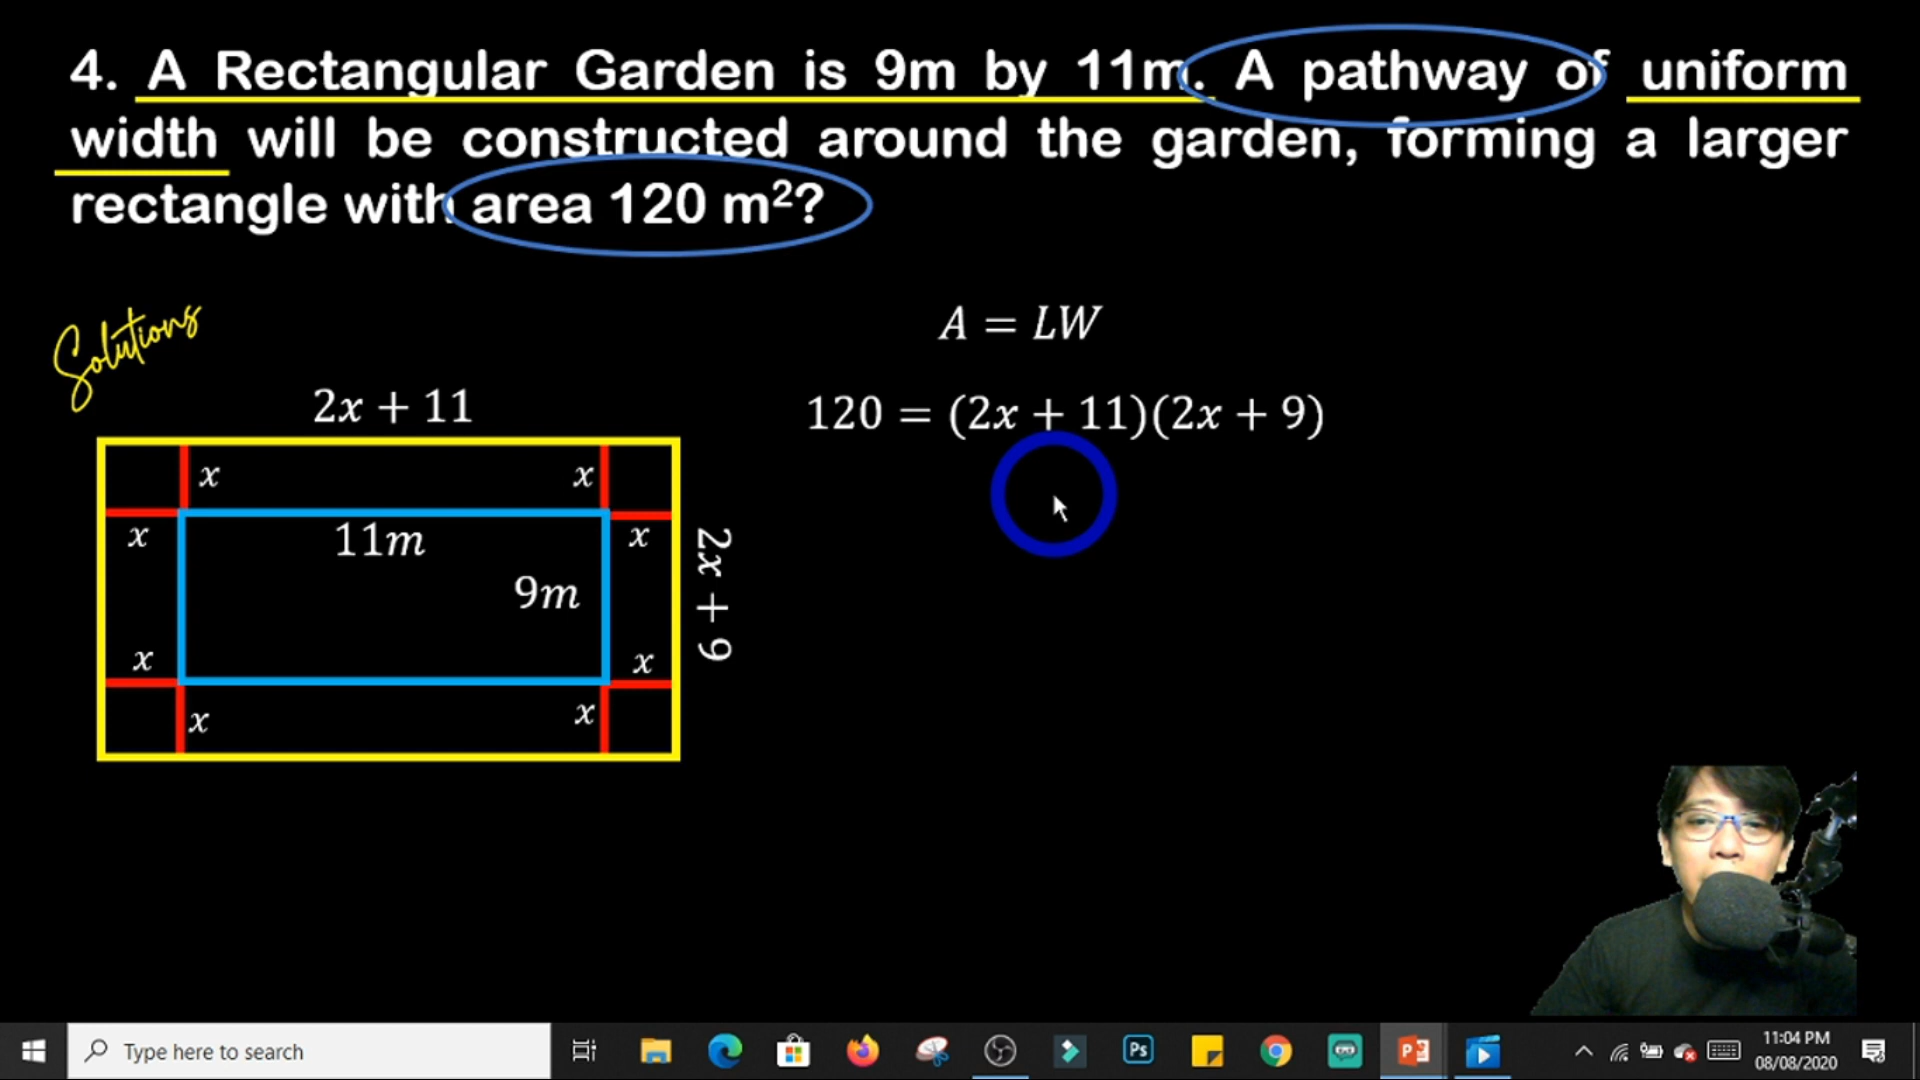 4. A Rectangular Garden is 9m by 11m. A pathway of uniform
width will be constructed around the garden, forming a larger
rectangle with area 120 m²?
Solutions
A = LW
2x + 11
120 = (2x + 11)(2x + 9)
x
x
x
11m
x
2x + 9
9m
x
x
x
x
Type here to search
Ps
P
11:04 PM
08/08/2020